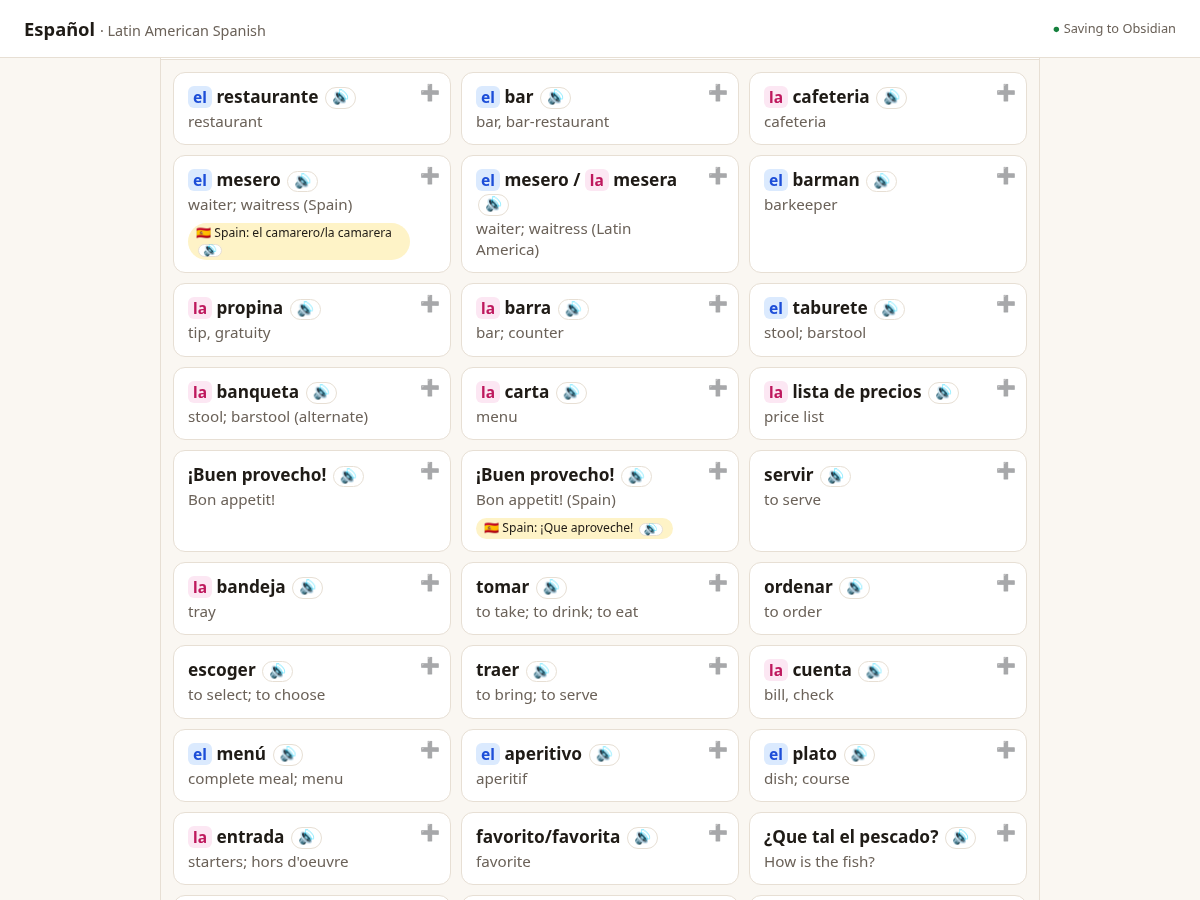 Español · Latin American Spanish
● Saving to Obsidian
el restaurante
restaurant
el bar
bar, bar-restaurant
la cafeteria
cafeteria
el mesero
waiter; waitress (Spain)
🇪🇸 Spain: el camarero/la camarera
el mesero / la mesera
waiter; waitress (Latin
America)
el barman
barkeeper
la propina
tip, gratuity
la barra
bar; counter
el taburete
stool; barstool
la banqueta
stool; barstool (alternate)
la carta
menu
la lista de precios
price list
¡Buen provecho!
Bon appetit!
¡Buen provecho!
Bon appetit! (Spain)
🇪🇸 Spain: ¡Que aproveche!
servir
to serve
la bandeja
tray
tomar
to take; to drink; to eat
ordenar
to order
escoger
to select; to choose
traer
to bring; to serve
la cuenta
bill, check
el menú
complete meal; menu
el aperitivo
aperitif
el plato
dish; course
la entrada
starters; hors d'oeuvre
favorito/favorita
favorite
¿Que tal el pescado?
How is the fish?